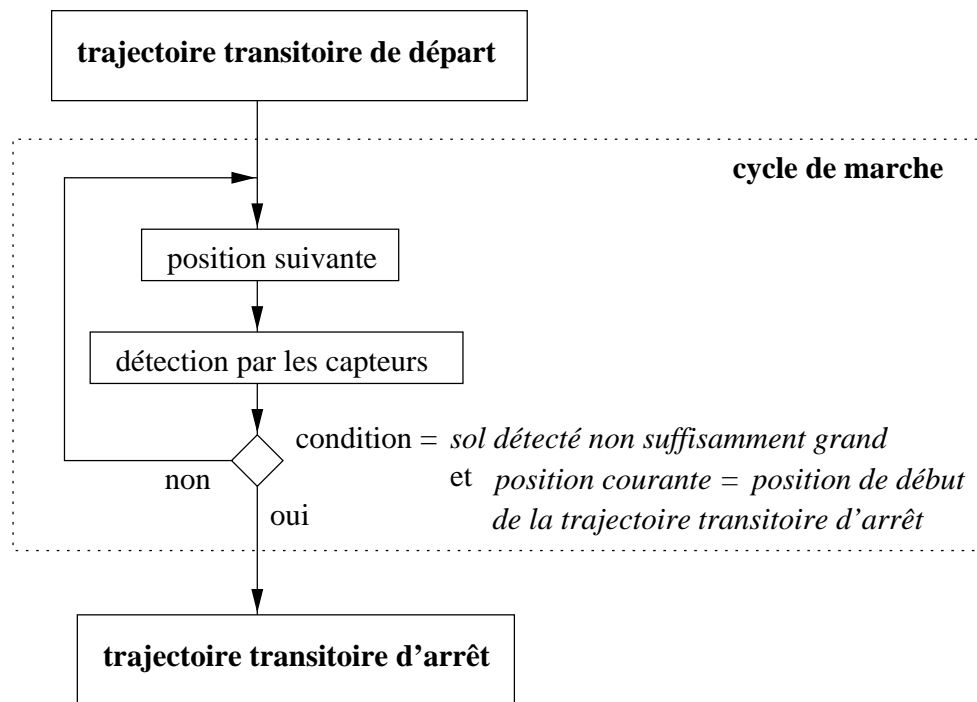 trajectoire transitoire de départ
cycle de marche
position suivante
détection par les capteurs
condition = sol détecté non suffisamment grand
non
et position courante = position de début
oui
de la trajectoire transitoire d’arrêt
trajectoire transitoire d’arrêt